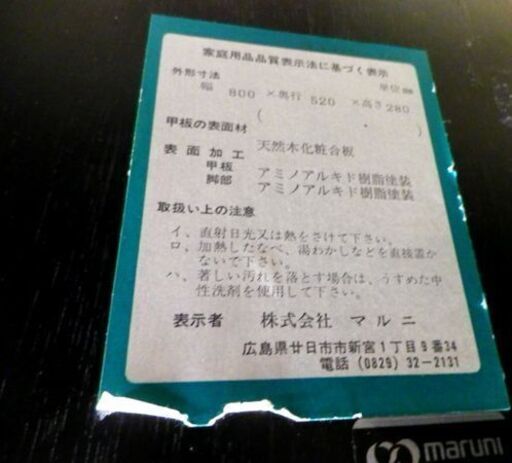 家庭用品品質表示法に基づく表示
外形寸法 単位㎜
幅 800 ×奥行 520 ×高さ280
( )
甲板の表面材
天然木化粧合板
表面加工
甲板 アミノアルキド樹脂塗装
脚部 アミノアルキド樹脂塗装
取扱い上の注意
イ、直射日光又は熱をさけて下さい。
ロ、加熱したなべ、湯わかしなどを直接置か
ないで下さい。
ハ、著しい汚れを落とす場合は、うすめた中
性洗剤を使用して下さい。
表示者 株式会社 マルニ
広島県廿日市市新宮1丁目9番34
電話 (0829) 32-2131
maruni